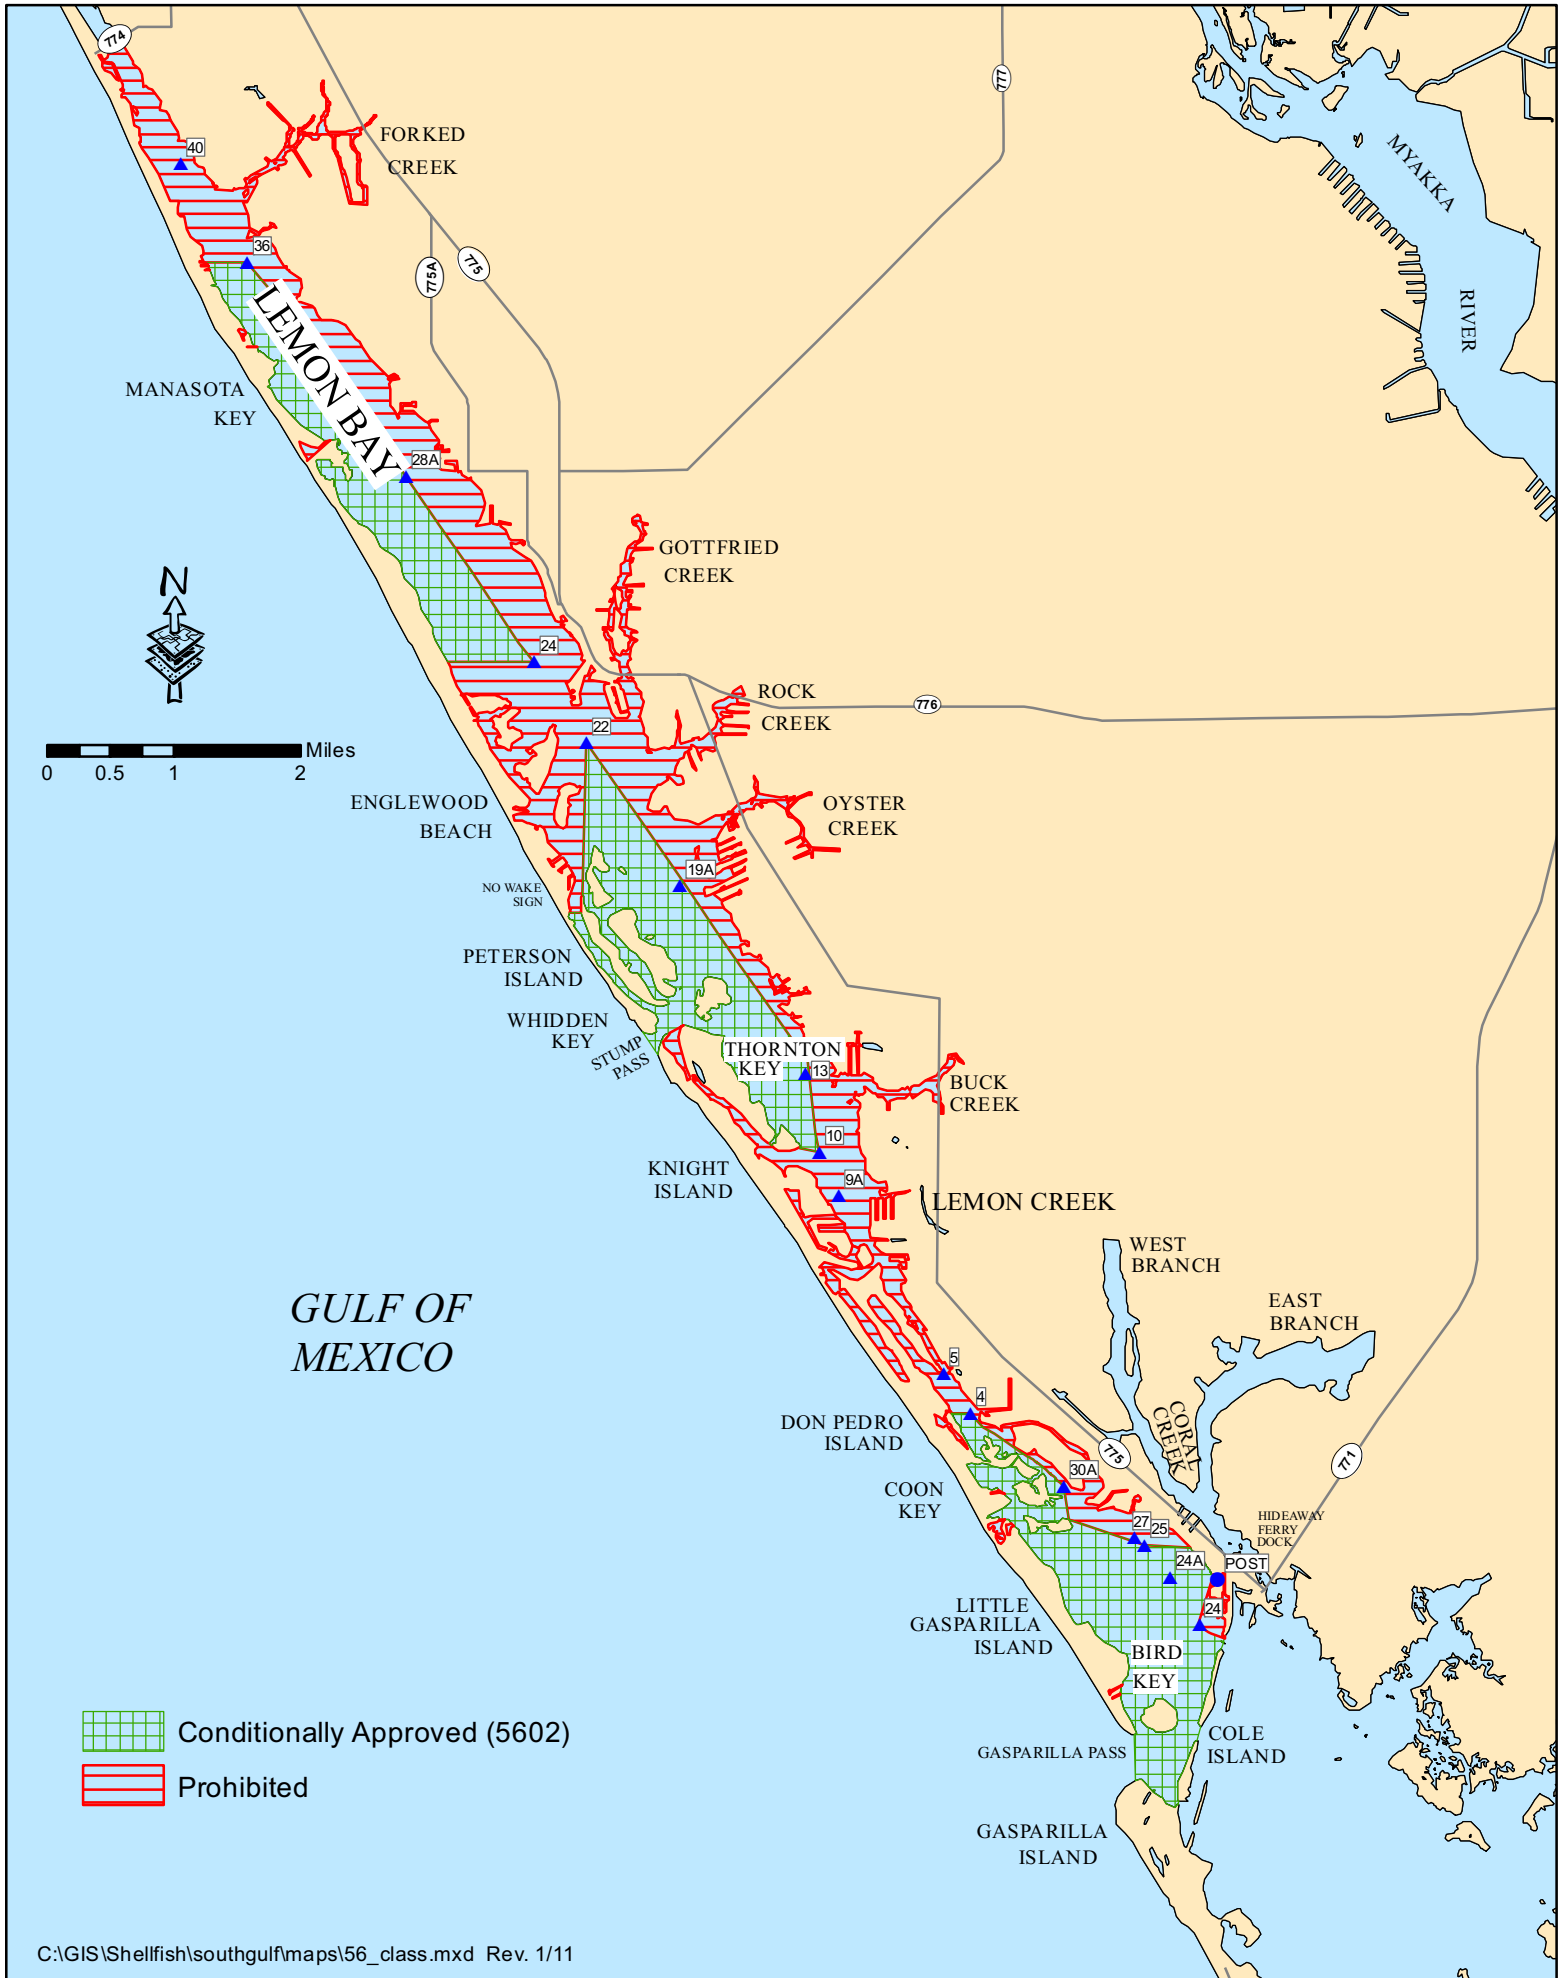 774
777
FORKED
CREEK
MYAKKA
RIVER
40
36
775A
775
LEMON BAY
MANASOTA
KEY
28A
GOTTFRIED
CREEK
N
24
ROCK
CREEK
776
22
Miles
0 0.5 1 2
ENGLEWOOD
BEACH
OYSTER
CREEK
19A
NO WAKE
SIGN
PETERSON
ISLAND
WHIDDEN
KEY
STUMP
PASS
THORNTON
KEY
13
BUCK
CREEK
10
KNIGHT
ISLAND
9A
LEMON CREEK
WEST
BRANCH
EAST
BRANCH
GULF OF
MEXICO
5
4
DON PEDRO
ISLAND
CORAL
CREEK
775
771
30A
COON
KEY
27
25
HIDEAWAY
FERRY
DOCK
24A
POST
24
LITTLE
GASPARILLA
ISLAND
BIRD
KEY
Conditionally Approved (5602)
Prohibited
GASPARILLA PASS
COLE
ISLAND
GASPARILLA
ISLAND
C:\GIS\Shellfish\southgulf\maps\56_class.mxd Rev. 1/11